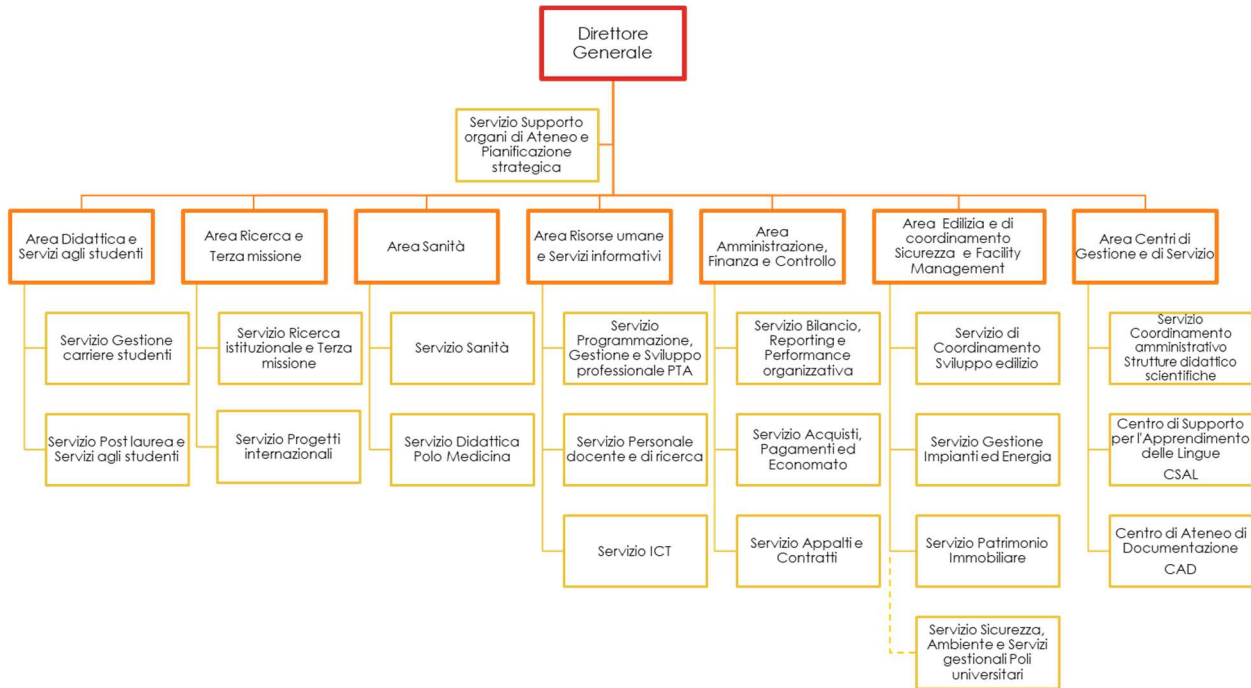 Direttore
Generale
Servizio Supporto
organi di Ateneo e
Pianificazione
strategica
Area Didattica e
Servizi agli studenti
Area Ricerca e
Terza missione
Area Sanità
Area Risorse umane
e Servizi informativi
Area
Amministrazione,
Finanza e Controllo
Area Edilizia e di
coordinamento
Sicurezza e Facility
Management
Area Centri di
Gestione e di Servizio
Servizio Gestione
carriere studenti
Servizio Ricerca
istituzionale e Terza
missione
Servizio Sanità
Servizio
Programmazione,
Gestione e Sviluppo
professionale PTA
Servizio Bilancio,
Reporting e
Performance
organizzativa
Servizio di
Coordinamento
Sviluppo edilizio
Servizio
Coordinamento
amministrativo
Strutture didattico
scientifiche
Servizio Post laurea e
Servizi agli studenti
Servizio Progetti
internazionali
Servizio Didattica
Polo Medicina
Servizio Personale
docente e di ricerca
Servizio Acquisti,
Pagamenti ed
Economato
Servizio Gestione
Impianti ed Energia
Centro di Supporto
per l'Apprendimento
delle Lingue
CSAL
Servizio ICT
Servizio Appalti e
Contratti
Servizio Patrimonio
Immobiliare
Centro di Ateneo di
Documentazione
CAD
Servizio Sicurezza,
Ambiente e Servizi
gestionali Poli
universitari